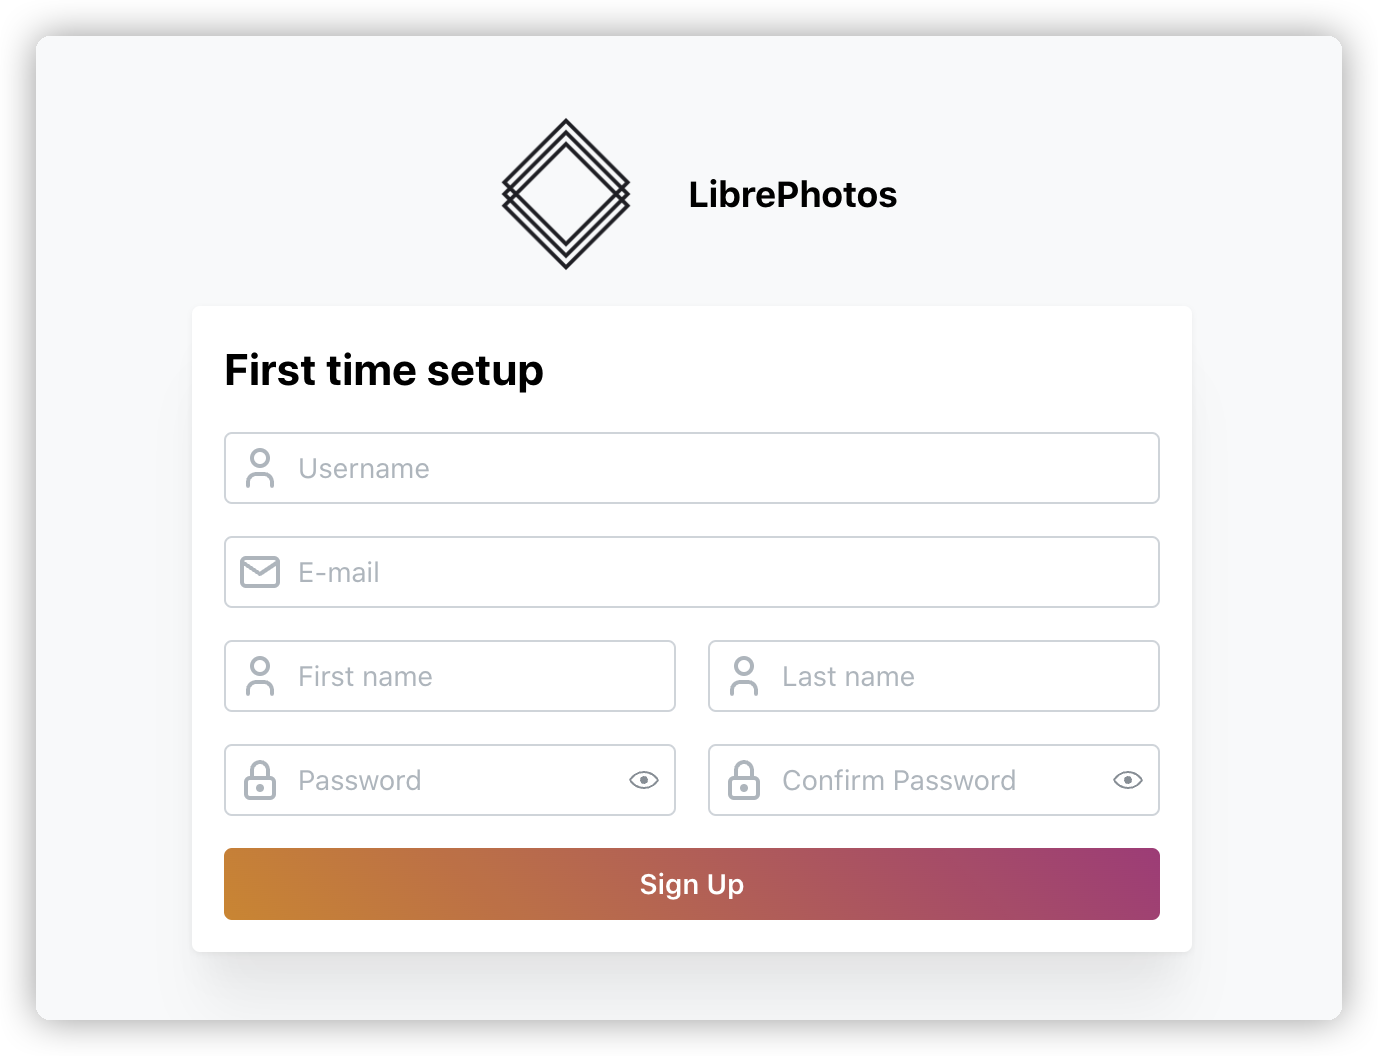 LibrePhotos
First time setup
Username
E-mail
First name
Last name
Password
Confirm Password
Sign Up